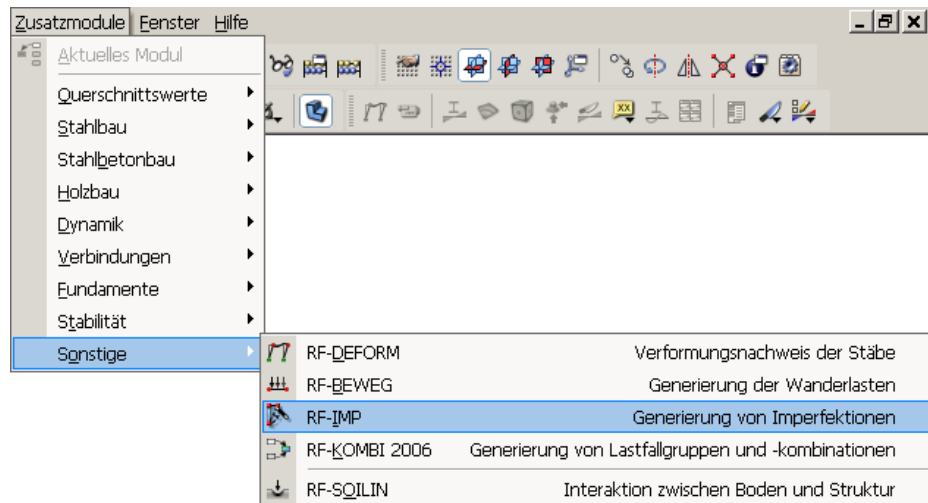 Zusatzmodule Fenster Hilfe
Aktuelles Modul
Querschnittswerte
Stahlbau
Stahlbetonbau
Holzbau
Dynamik
Verbindungen
Fundamente
Stabilität
Sonstige
RF-DEFORM Verformungsnachweis der Stäbe
RF-BEWEG Generierung der Wanderlasten
RF-IMP Generierung von Imperfektionen
RF-KOMBI 2006 Generierung von Lastfallgruppen und -kombinationen
RF-SOILIN Interaktion zwischen Boden und Struktur